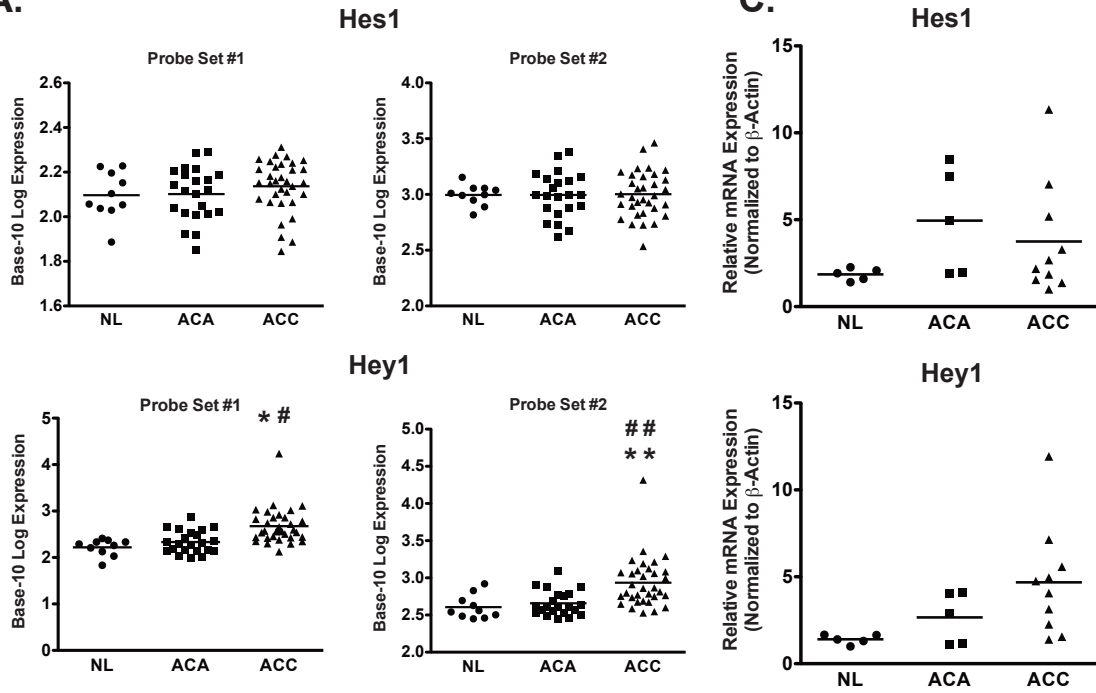 A.
Hes1
Probe Set #1
Base-10 Log Expression
2.6
2.4
2.2
2.0
1.8
1.6
NL ACA ACC
Probe Set #2
Base-10 Log Expression
4.0
3.5
3.0
2.5
2.0
NL ACA ACC
Hey1
Probe Set #1
* #
Base-10 Log Expression
5
4
3
2
1
0
NL ACA ACC
Probe Set #2
##
* *
Base-10 Log Expression
5.0
4.5
4.0
3.5
3.0
2.5
2.0
NL ACA ACC
C.
Hes1
Relative mRNA Expression
(Normalized to β-Actin)
15
10
5
0
NL ACA ACC
Hey1
Relative mRNA Expression
(Normalized to β-Actin)
15
10
5
0
NL ACA ACC